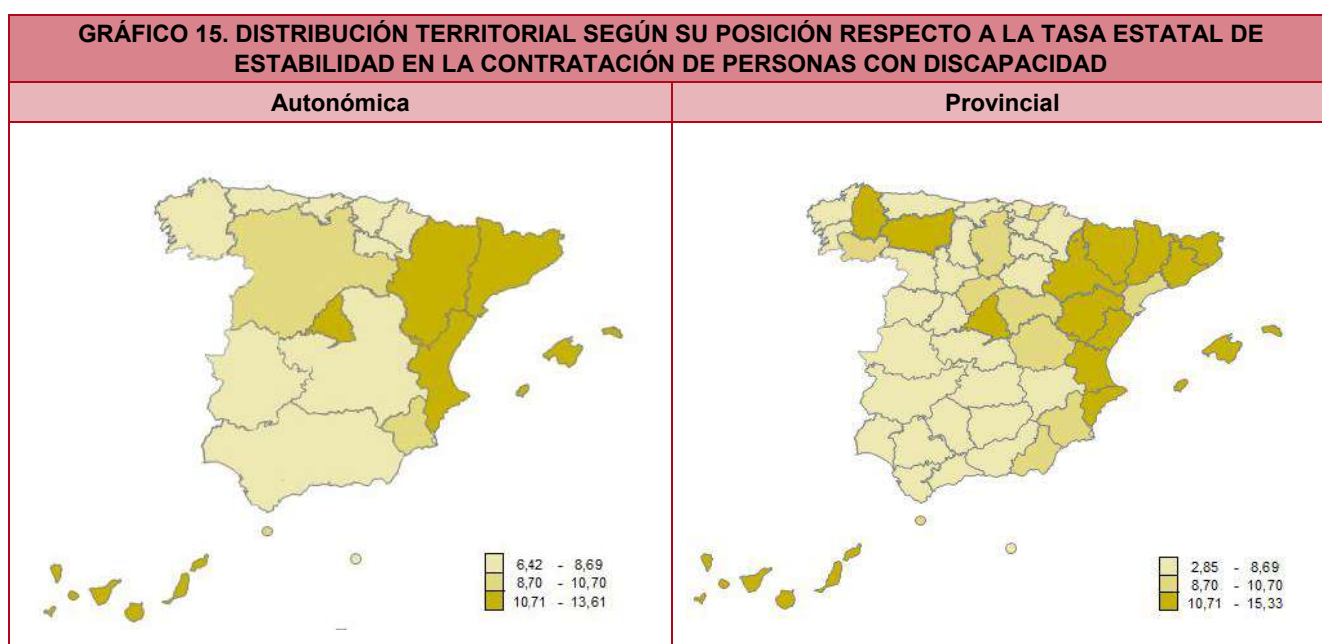 GRÁFICO 15. DISTRIBUCIÓN TERRITORIAL SEGÚN SU POSICIÓN RESPECTO A LA TASA ESTATAL DE
ESTABILIDAD EN LA CONTRATACIÓN DE PERSONAS CON DISCAPACIDAD
Autonómica
Provincial
6,42 - 8,69
8,70 - 10,70
10,71 - 13,61
2,85 - 8,69
8,70 - 10,70
10,71 - 15,33